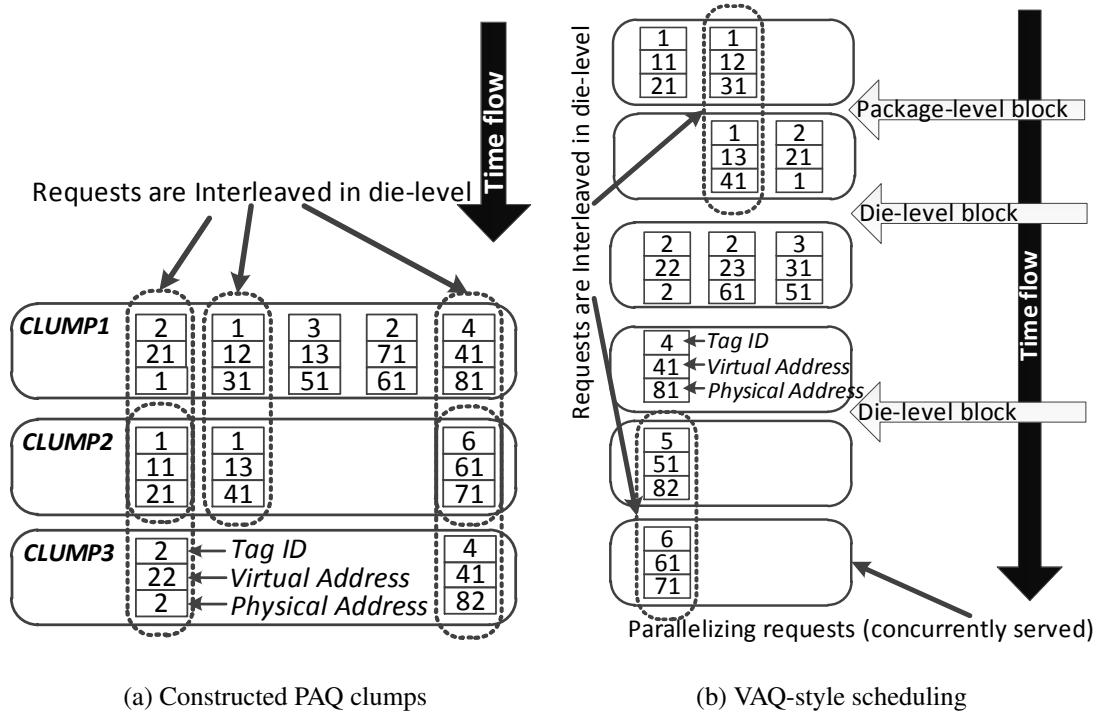 Requests are Interleaved in die-level
Time flow
CLUMP1
2 1 3 2 4
21 12 13 71 41
1 31 51 61 81
CLUMP2
1 1 6
11 13 61
21 41 71
CLUMP3
2 4
22 41
2 82
Tag ID
Virtual Address
Physical Address
(a) Constructed PAQ clumps
Requests are Interleaved in die-level
1 1
11 12
21 31
Package-level block
1 2
13 21
41 1
Die-level block
2 2 3
22 23 31
2 61 51
Time flow
4 Tag ID
41 Virtual Address
81 Physical Address
Die-level block
5
51
82
6
61
71
Parallelizing requests (concurrently served)
(b) VAQ-style scheduling